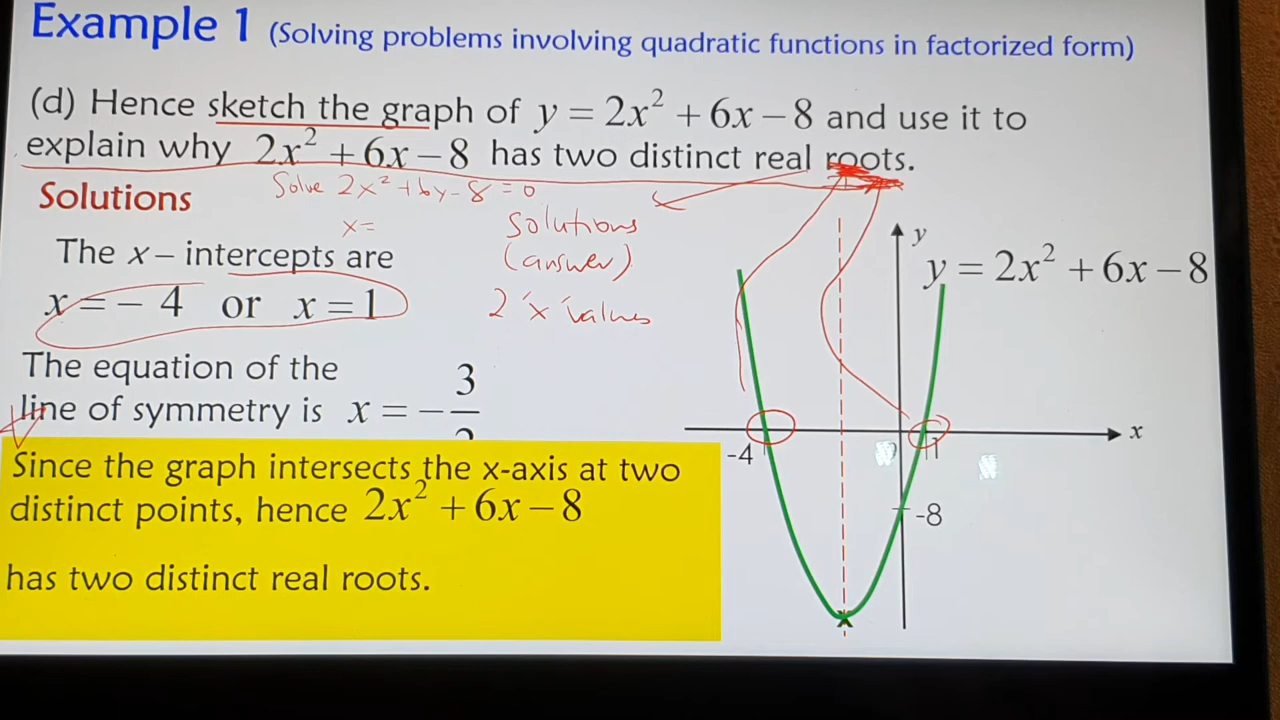 Example 1 (Solving problems involving quadratic functions in factorized form)
(d) Hence sketch the graph of y = 2x² + 6x – 8 and use it to
explain why 2x² + 6x – 8 has two distinct real roots.
Solve 2x² + 6y - 8 = 0
x =
Solutions
The x – intercepts are
x = – 4 or x = 1
The equation of the
line of symmetry is x = – 3
Solutions
(answer)
2 'x' values
Since the graph intersects the x-axis at two
distinct points, hence 2x² + 6x – 8
has two distinct real roots.
y
y = 2x² + 6x – 8
x
-4
1
-8